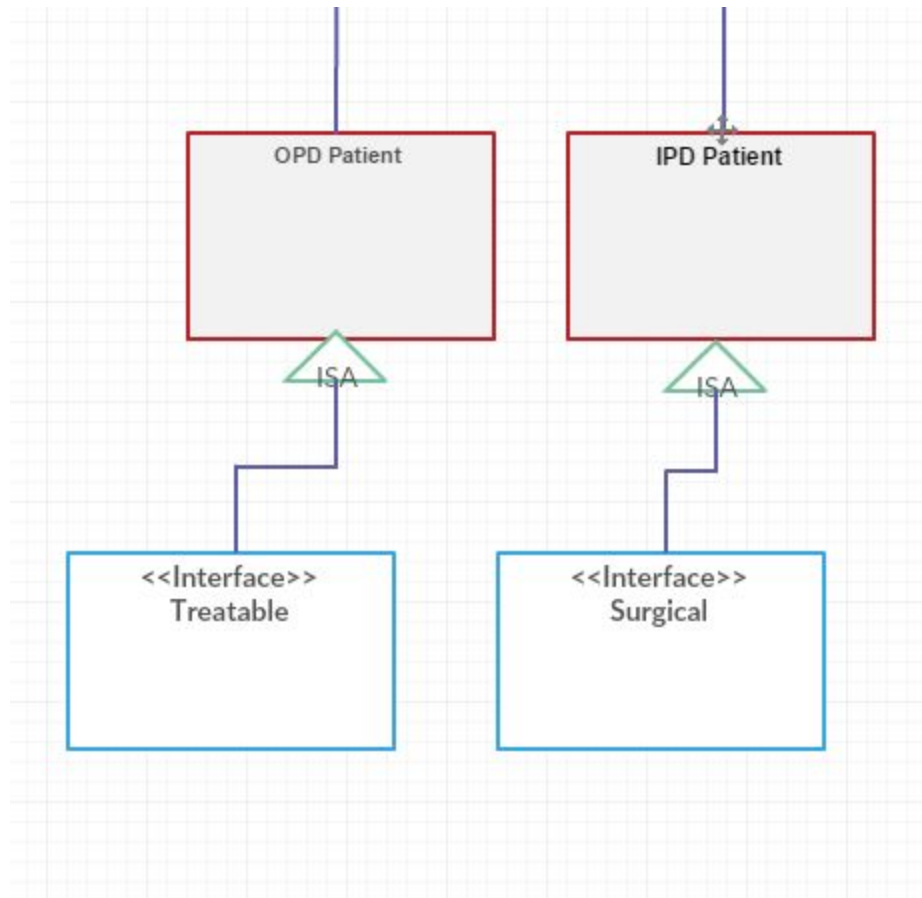 OPD Patient
IPD Patient
ISA
ISA
<<Interface>>
Treatable
<<Interface>>
Surgical